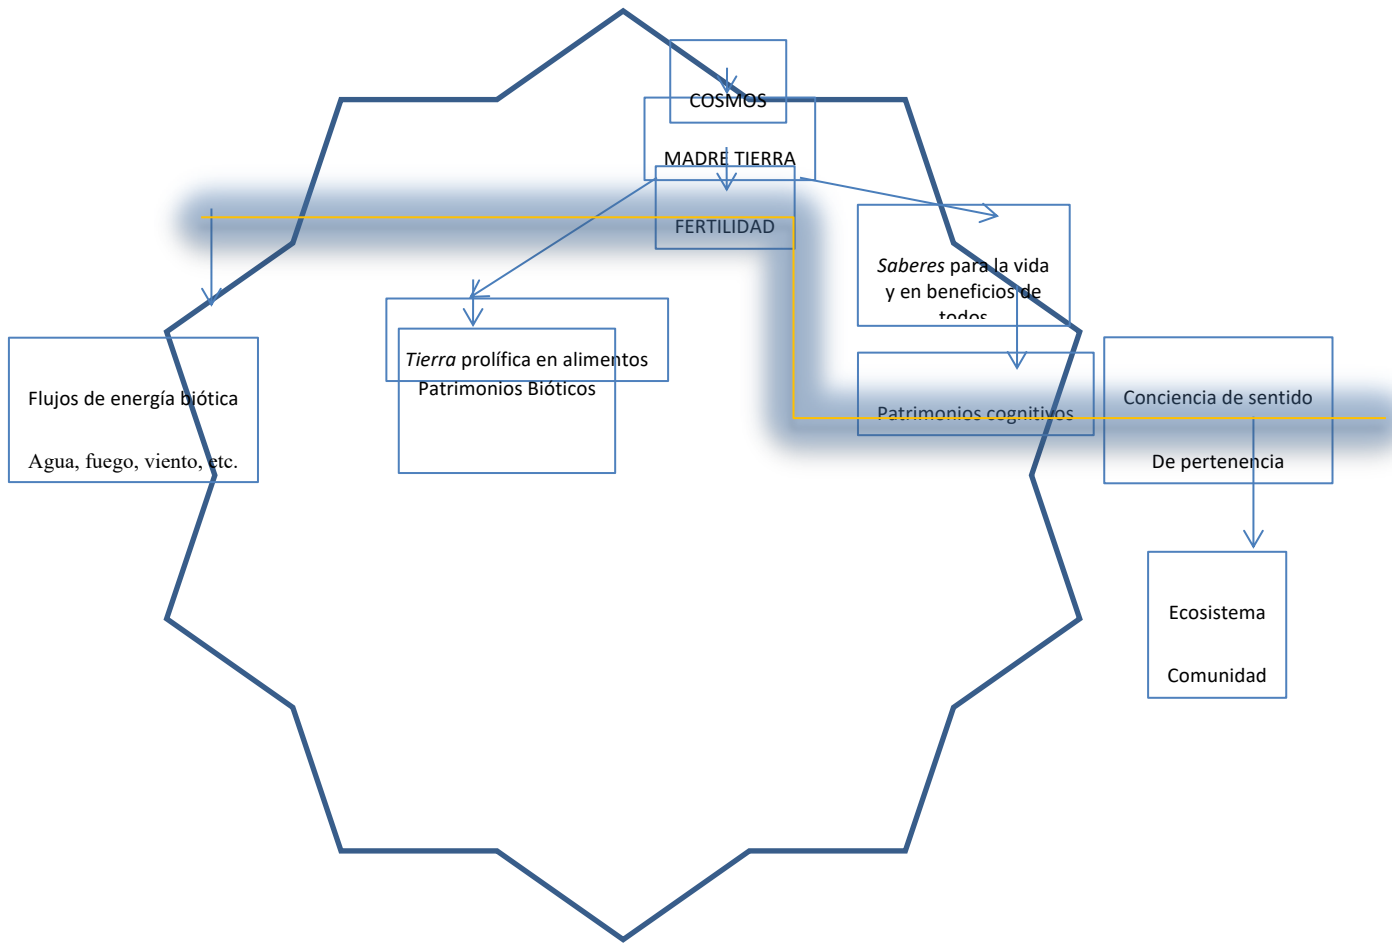 COSMOS
MADRE TIERRA
FERTILIDAD
Saberes para la vida
y en beneficios de
todos
Tierra prolífica en alimentos
Patrimonios Bióticos
Flujos de energía biótica
Agua, fuego, viento, etc.
Patrimonios cognitivos
Conciencia de sentido
De pertenencia
Ecosistema
Comunidad